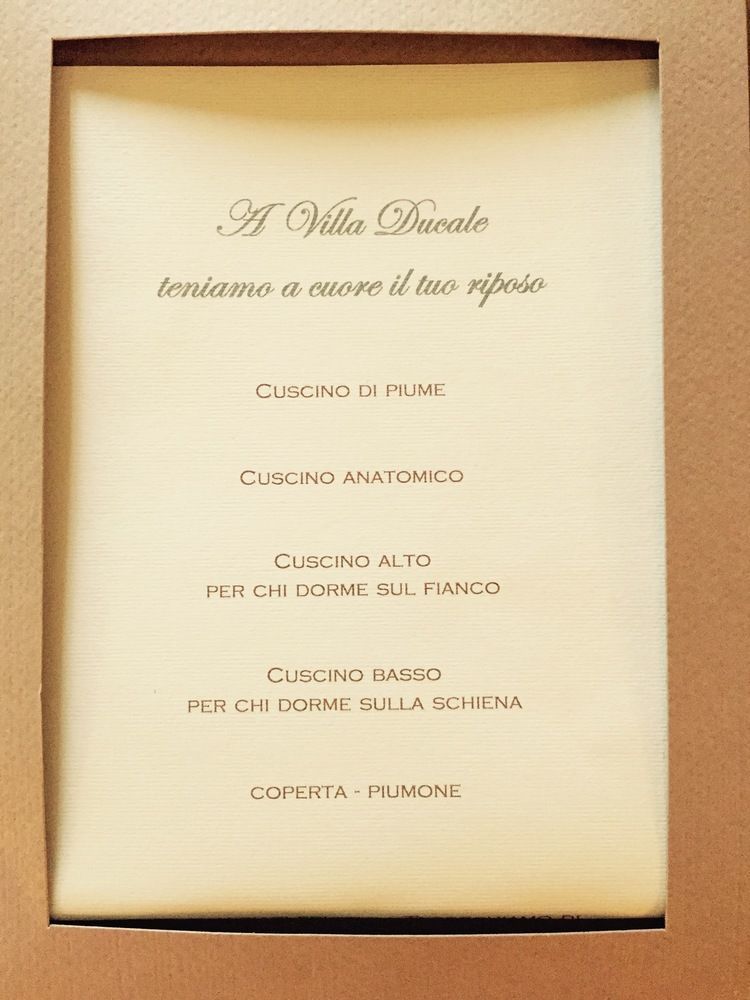 A Villa Ducale
teniamo a cuore il tuo riposo
CUSCINO DI PIUME
CUSCINO ANATOMICO
CUSCINO ALTO
PER CHI DORME SUL FIANCO
CUSCINO BASSO
PER CHI DORME SULLA SCHIENA
COPERTA - PIUMONE